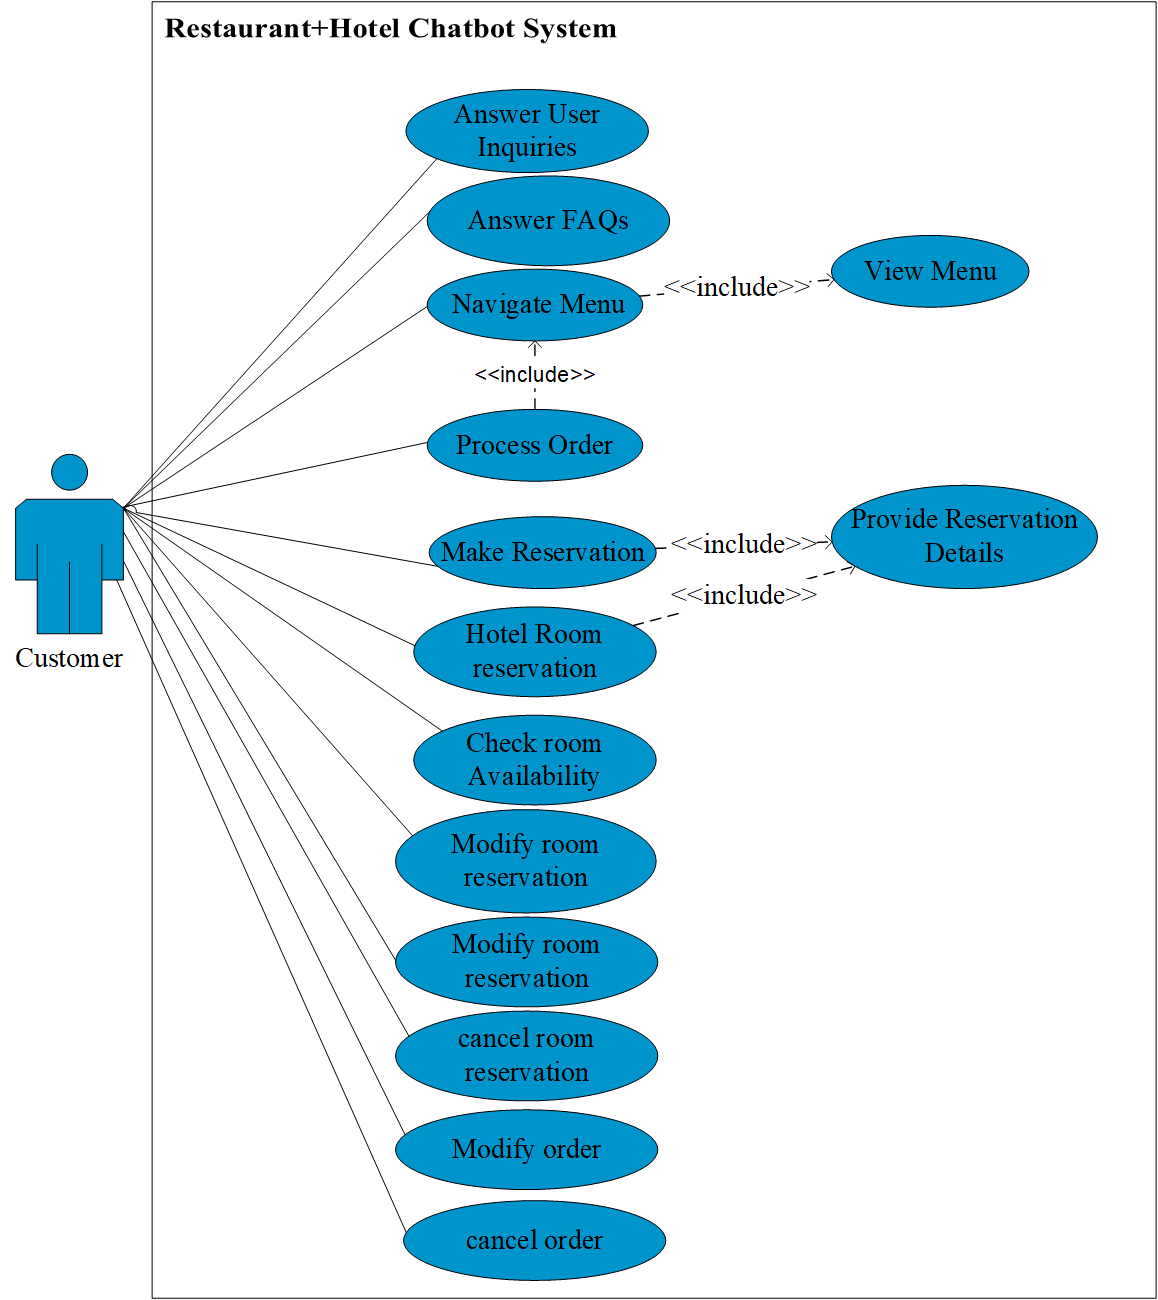 Restaurant+Hotel Chatbot System
Answer User
Inquiries
Answer FAQs
View Menu
<<include>>
Navigate Menu
<<include>>
Process Order
Provide Reservation
Details
<<include>>
Make Reservation
<<include>>
Hotel Room
reservation
Customer
Check room
Availability
Modify room
reservation
Modify room
reservation
cancel room
reservation
Modify order
cancel order